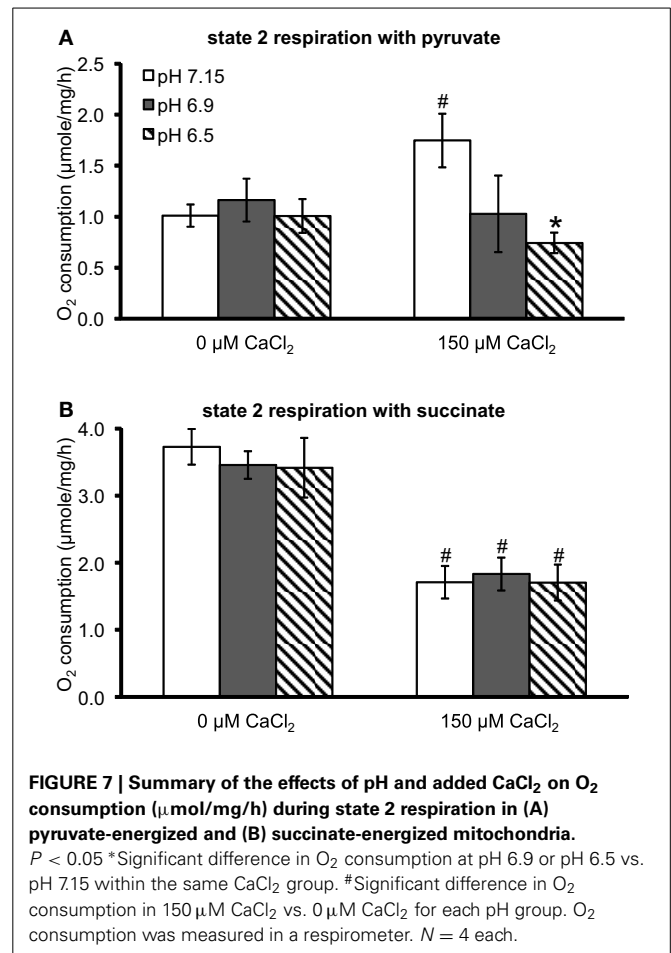 A
state 2 respiration with pyruvate
O₂ consumption (µmole/mg/h)
2.5
2.0
1.5
1.0
0.5
0.0
pH 7.15
pH 6.9
pH 6.5
#
*
0 µM CaCl₂
150 µM CaCl₂
B
state 2 respiration with succinate
O₂ consumption (µmole/mg/h)
4.0
3.0
2.0
1.0
0.0
# # #
0 µM CaCl₂
150 µM CaCl₂
FIGURE 7 | Summary of the effects of pH and added CaCl₂ on O₂
consumption (µmol/mg/h) during state 2 respiration in (A)
pyruvate-energized and (B) succinate-energized mitochondria.
P < 0.05 *Significant difference in O₂ consumption at pH 6.9 or pH 6.5 vs.
pH 7.15 within the same CaCl₂ group. #Significant difference in O₂
consumption in 150 µM CaCl₂ vs. 0 µM CaCl₂ for each pH group. O₂
consumption was measured in a respirometer. N = 4 each.